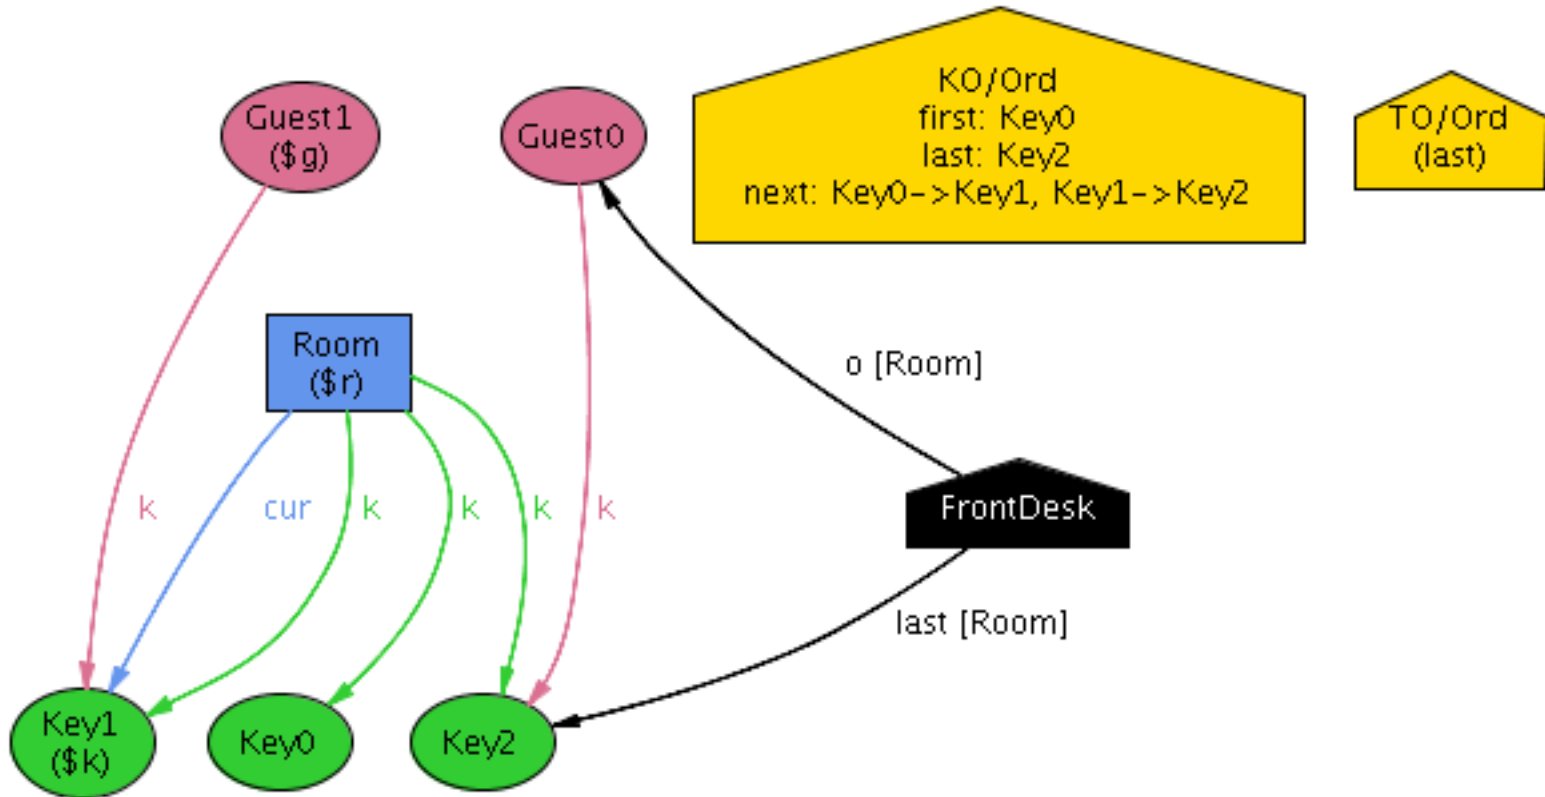 Guest1
($g)
Guest0
KO/Ord
first: Key0
last: Key2
next: Key0->Key1, Key1->Key2
TO/Ord
(last)
Room
($r)
o [Room]
k
cur
k
k
k
k
FrontDesk
last [Room]
Key1
($k)
Key0
Key2